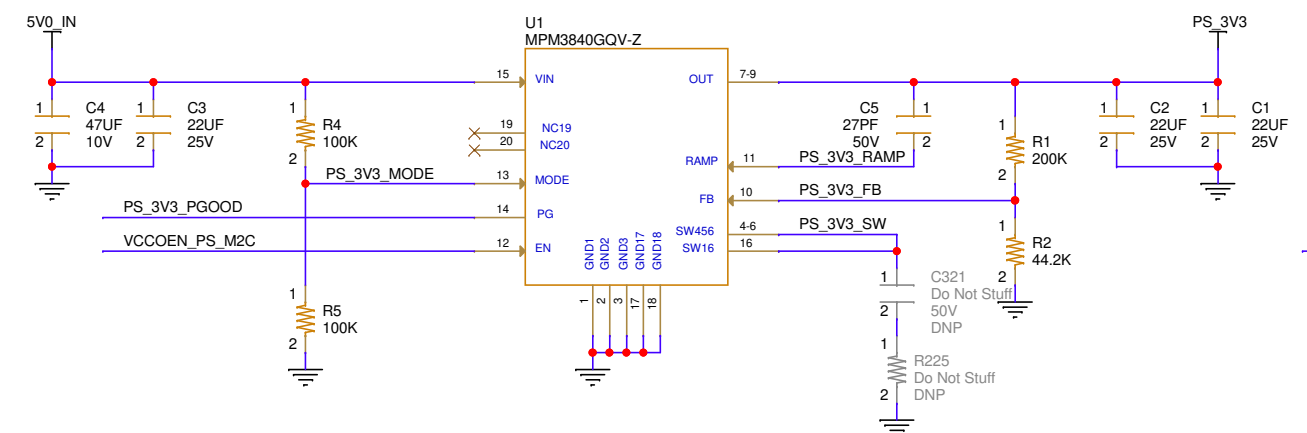 5V0_IN
U1
MPM3840GQV-Z
PS_3V3
15
VIN
OUT
7-9
1
C4
47UF
10V
2
1
C3
22UF
25V
2
1
R4
100K
2
19
NC19
20
NC20
1
C5
27PF
50V
2
RAMP
11
PS_3V3_RAMP
1
R1
200K
2
1
C2
22UF
25V
2
1
C1
22UF
25V
2
PS_3V3_MODE
13
MODE
FB
10
PS_3V3_FB
PS_3V3_PGOOD
14
PG
SW456
4-6
PS_3V3_SW
VCCOEN_PS_M2C
12
EN
SW16
16
1
R2
44.2K
2
GND1
GND2
GND3
GND17
GND18
1
2
3
17
18
1
R5
100K
2
1
C321
Do Not Stuff
50V
2
DNP
1
R225
Do Not Stuff
2
DNP